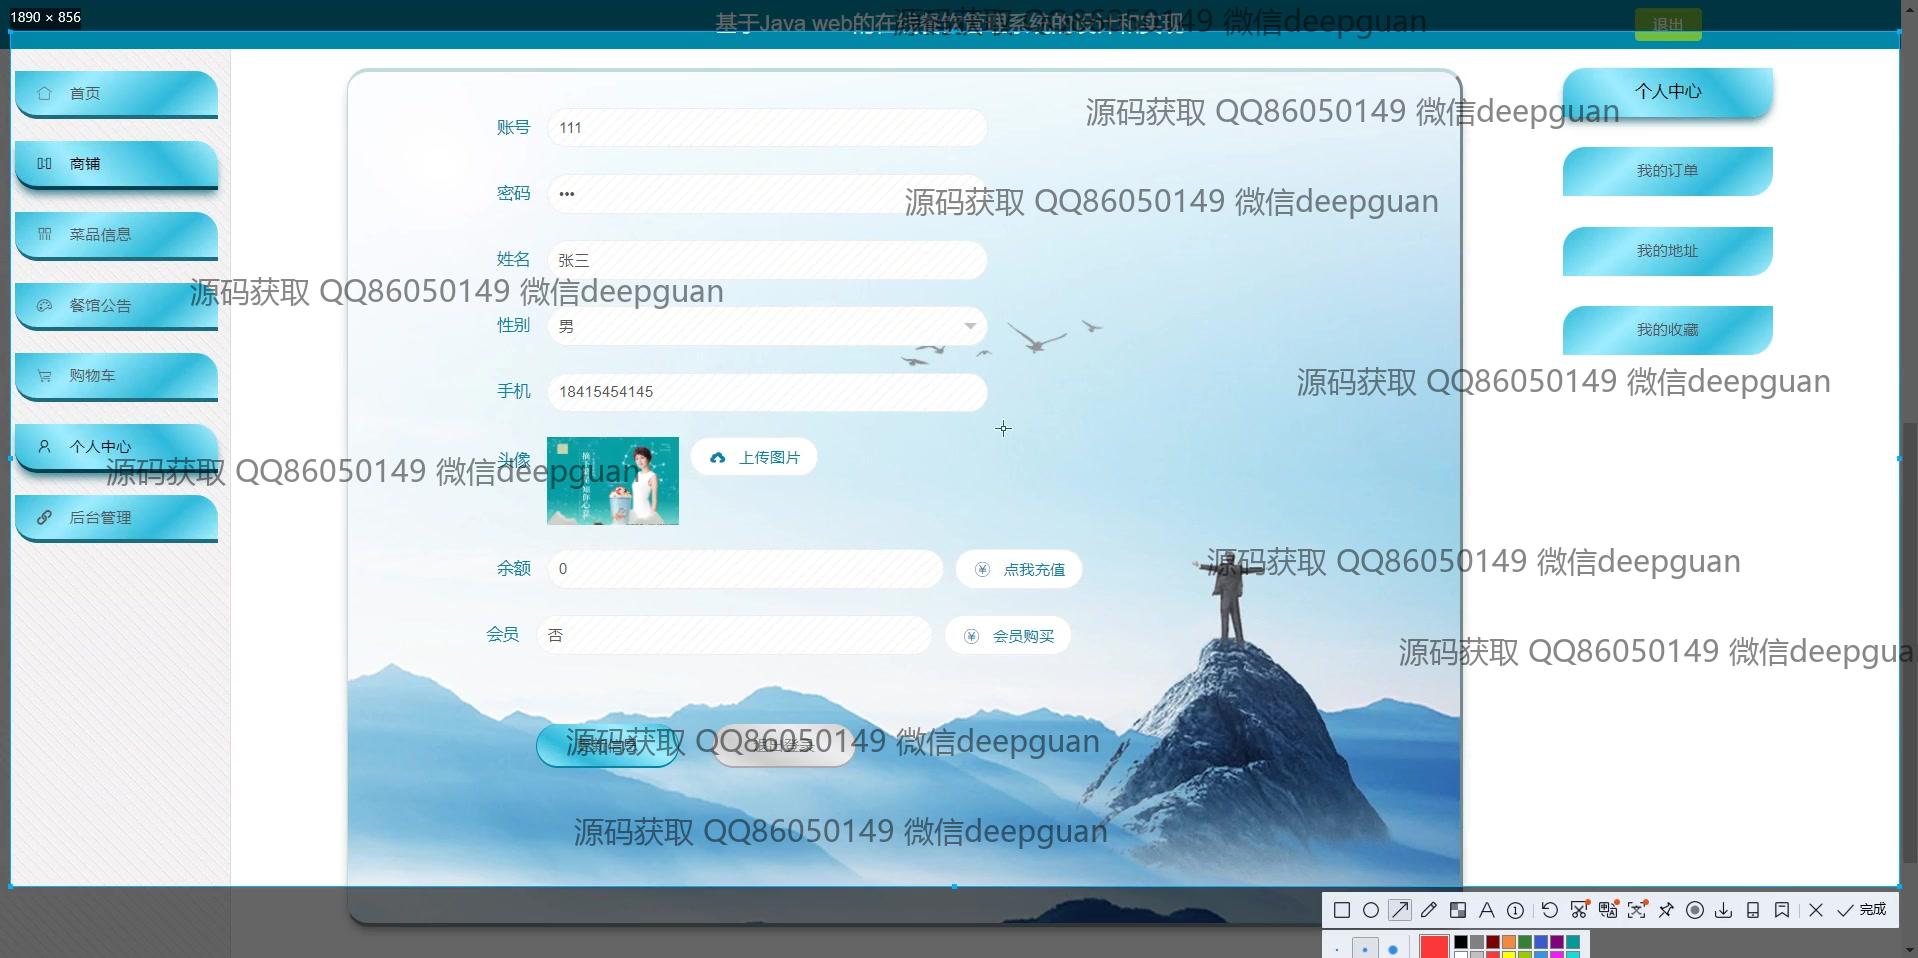 1890 × 856
基于Java web的在线餐饮管理系统的设计和实现
源码获取 QQ86050149 微信deepguan
退出
首页
商铺
菜品信息
餐馆公告
购物车
个人中心
后台管理
账号 111
源码获取 QQ86050149 微信deepguan
密码 •••
源码获取 QQ86050149 微信deepguan
姓名 张三
源码获取 QQ86050149 微信deepguan
性别 男
手机 18415454145
源码获取 QQ86050149 微信deepguan
头像 上传图片
源码获取 QQ86050149 微信deepguan
余额 0 点我充值
源码获取 QQ86050149 微信deepguan
会员 否 会员购买
源码获取 QQ86050149 微信deepgua
更新信息 退出登录
源码获取 QQ86050149 微信deepguan
源码获取 QQ86050149 微信deepguan
个人中心
我的订单
我的地址
我的收藏
完成